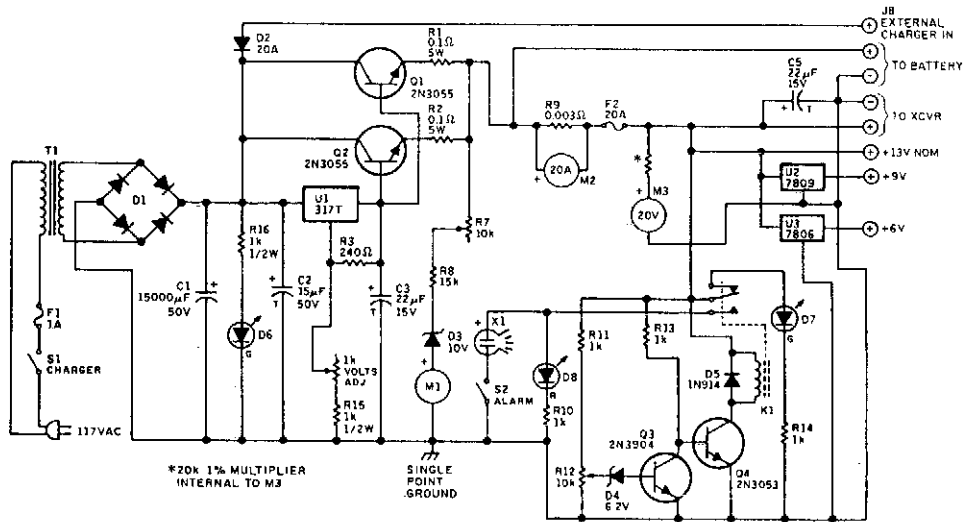 J8
EXTERNAL
CHARGER IN
D2
20A
R1
0.1Ω
5W
Q1
2N3055
R2
0.1Ω
5W
Q2
2N3055
C5
22µF
15V
+
T
TO BATTERY
TO XCVR
R9
0.003Ω
F2
20A
+
20A
M2
*
M3
+
20V
+13V NOM
U2
7809
+9V
U3
7806
+6V
T1
D1
U1
317T
R16
1k
1/2W
R3
240Ω
R7
10k
R8
15k
C1
15000µF
50V
+
C2
15µF
50V
+
T
C3
22µF
15V
+
T
F1
1A
S1
CHARGER
117VAC
D6
G
1k
VOLTS
ADJ
R15
1k
1/2W
D3
10V
+
M1
X1
+
S2
ALARM
D8
R
R10
1k
R11
1k
R13
1k
D5
1N914
K1
D7
G
R14
1k
Q3
2N3904
Q4
2N3053
R12
10k
D4
6.2V
*20k 1% MULTIPLIER
INTERNAL TO M3
SINGLE
POINT
GROUND